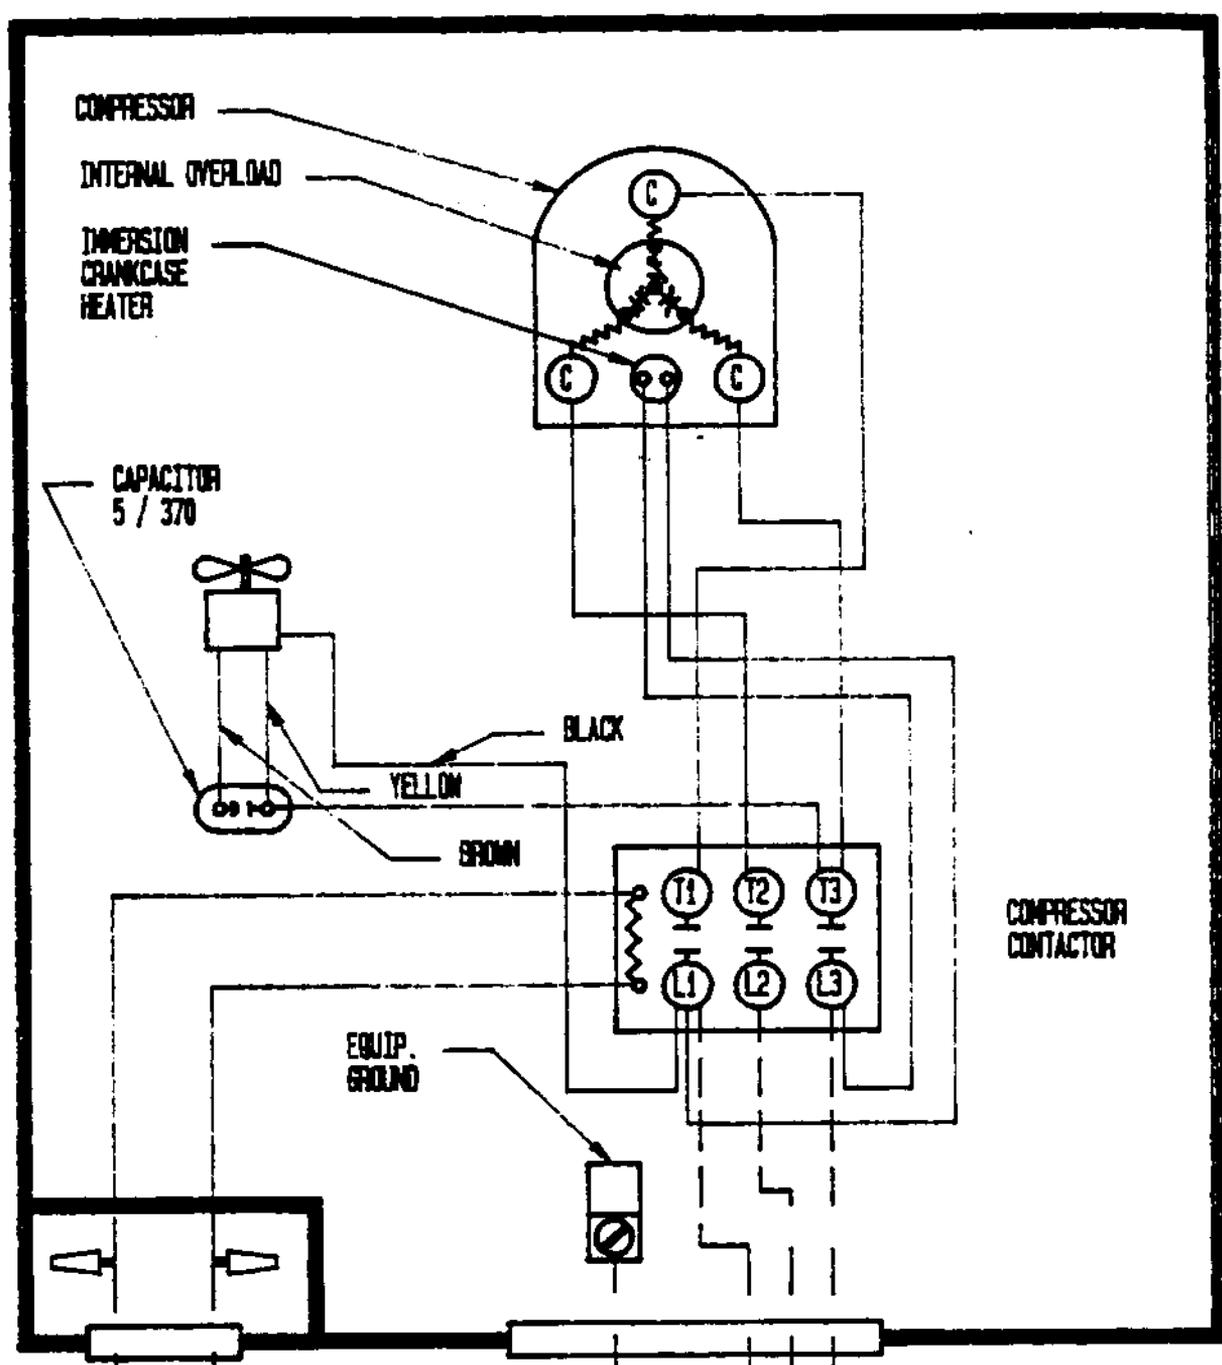 COMPRESSOR
C
INTERNAL OVERLOAD
IMMERSION
CRANKCASE
HEATER
C
C
CAPACITOR
5 / 370
BLACK
YELLOW
BROWN
T1 T2 T3
COMPRESSOR
CONTACTOR
L1 L2 L3
EQUIP.
GROUND